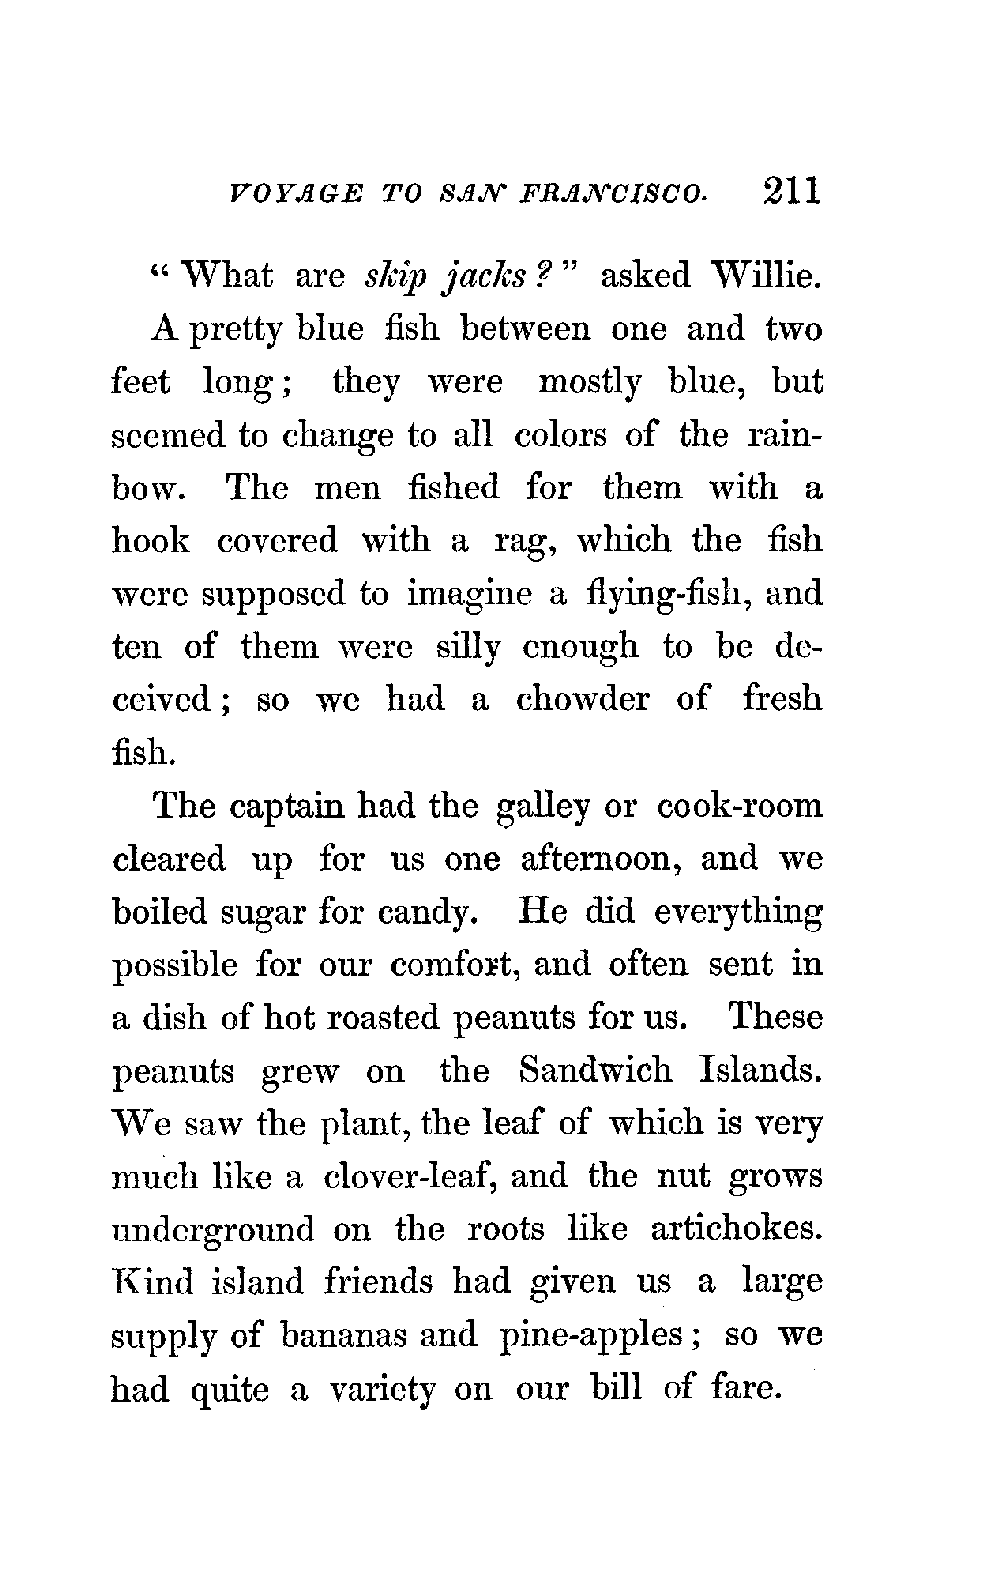 VOYAGE TO SAN FRANCISCO. 211
" What are skip jacks ? " asked Willie.
A pretty blue fish between one and two
feet long ; they were mostly blue, but
seemed to change to all colors of the rain-
bow. The men fished for them with a
hook covered with a rag, which the fish
were supposed to imagine a flying-fish, and
ten of them were silly enough to be de-
ceived ; so we had a chowder of fresh
fish.
The captain had the galley or cook-room
cleared up for us one afternoon, and we
boiled sugar for candy. He did everything
possible for our comfort, and often sent in
a dish of hot roasted peanuts for us. These
peanuts grew on the Sandwich Islands.
We saw the plant, the leaf of which is very
much like a clover-leaf, and the nut grows
underground on the roots like artichokes.
Kind island friends had given us a large
supply of bananas and pine-apples ; so we
had quite a variety on our bill of fare.